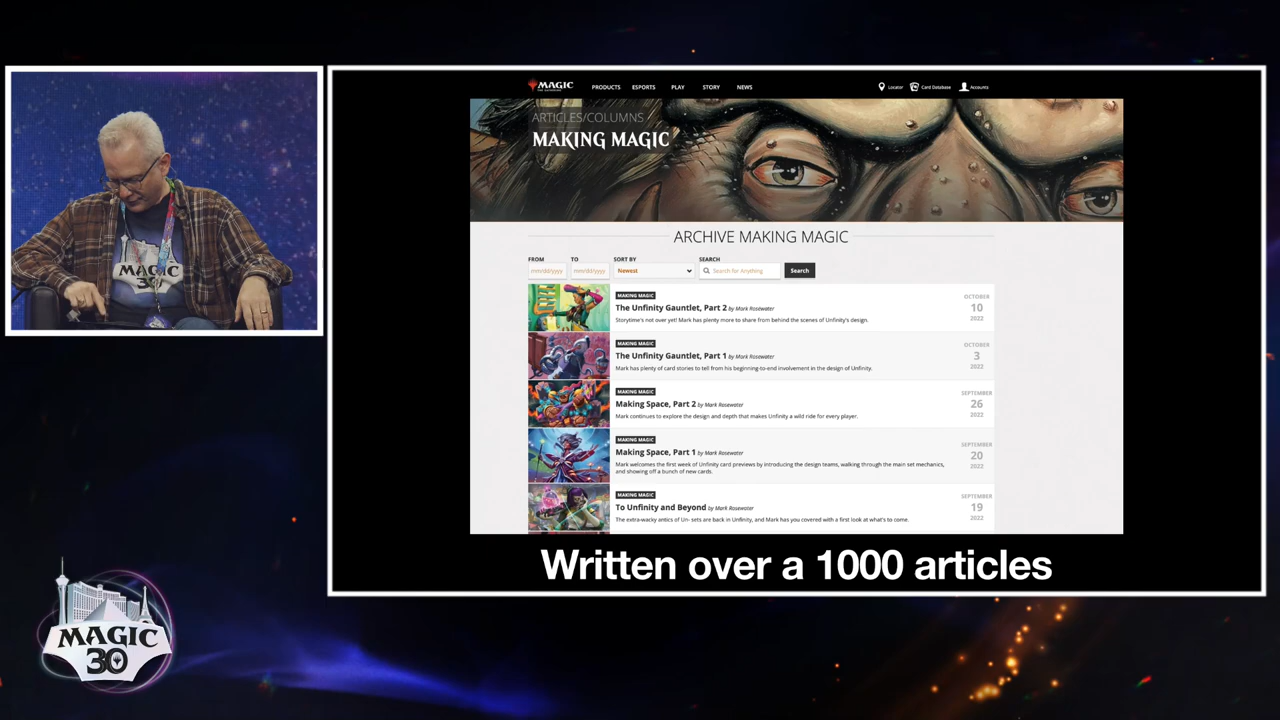 MAGIC
PRODUCTS ESPORTS PLAY STORY NEWS
Locator Card Database Accounts
ARTICLES/COLUMNS
MAKING MAGIC
ARCHIVE MAKING MAGIC
FROM TO SORT BY SEARCH
mm/dd/yyyy mm/dd/yyyy Newest Search for Anything Search
MAKING MAGIC
The Unfinity Gauntlet, Part 2 by Mark Rosewater
Storytime's not over yet! Mark has plenty more to share from behind the scenes of Unfinity's design.
OCTOBER
10
2022
MAKING MAGIC
The Unfinity Gauntlet, Part 1 by Mark Rosewater
Mark has plenty of card stories to tell from his beginning-to-end involvement in the design of Unfinity.
OCTOBER
3
2022
MAKING MAGIC
Making Space, Part 2 by Mark Rosewater
Mark continues to explore the design and depth that makes Unfinity a wild ride for every player.
SEPTEMBER
26
2022
MAKING MAGIC
Making Space, Part 1 by Mark Rosewater
Mark welcomes the first week of Unfinity card previews by introducing the design teams, walking through the main set mechanics,
and showing off a bunch of new cards.
SEPTEMBER
20
2022
MAKING MAGIC
To Unfinity and Beyond by Mark Rosewater
The extra-wacky antics of Un- sets are back in Unfinity, and Mark has you covered with a first look at what's to come.
SEPTEMBER
19
2022
Written over a 1000 articles
MAGIC
30
MAGIC
30